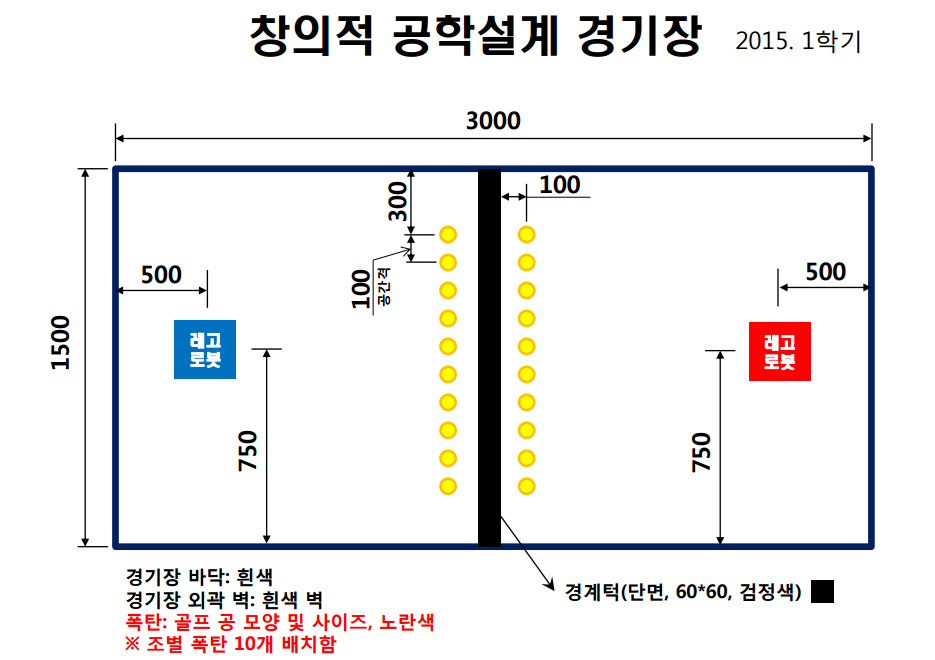 창의적 공학설계 경기장 2015. 1학기
3000
300
100
100
공간격
500
500
1500
레고
로봇
레고
로봇
750
750
경기장 바닥: 흰색
경기장 외곽 벽: 흰색 벽
경계턱(단면, 60*60, 검정색)
폭탄: 골프 공 모양 및 사이즈, 노란색
※ 조별 폭탄 10개 배치함